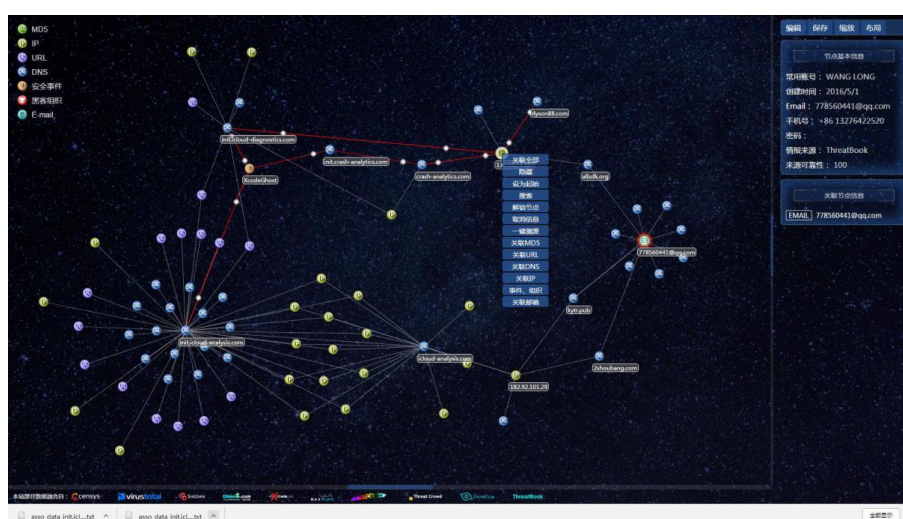 MD5
IP
URL
DNS
安全事件
黑客组织
E-mail
编辑 保存 缩放 布局
节点基本信息
常用账号： WANG LONG
创建时间： 2016/5/1
Email： 778560441@qq.com
手机号： +86 13276422520
密码：
情报来源： ThreatBook
来源可靠性： 100
关联节点信息
EMAIL 778560441@qq.com
init.icloud-diagnostics.com
XcodeGhost
init.crash-analytics.com
crash-analytics.com
dyson88.com
allsdk.org
关联全部
隐藏
设为起始
搜索
解锁节点
取消信息
一键溯源
关联MD5
关联URL
关联DNS
关联IP
事件、组织
关联邮箱
778560441@qq.com
kytr.pub
init.icloud-analysis.com
icloud-analysis.com
2shoubang.com
182.92.101.29
本站部分数据融合自： censys virustotal SHODAN Threat Crowd ThreatBook
asso_data_init.icl....txt asso_data_init.icl....txt 全部显示